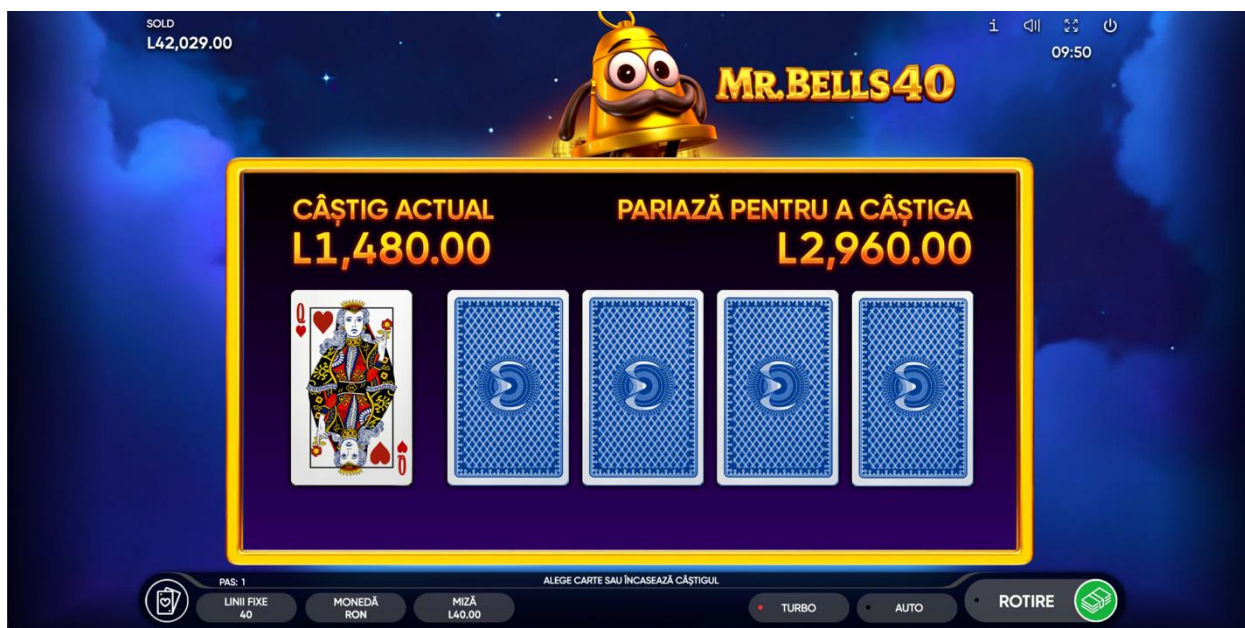 SOLD
L42,029.00
09:50
MR.BELLS40
CÂȘTIG ACTUAL
L1,480.00
PARIAZĂ PENTRU A CÂȘTIGA
L2,960.00
Q
Q
PAS: 1
ALEGE CARTE SAU ÎNCASEAZĂ CÂȘTIGUL
LINII FIXE
40
MONEDĂ
RON
MIZĂ
L40.00
TURBO
AUTO
ROTIRE